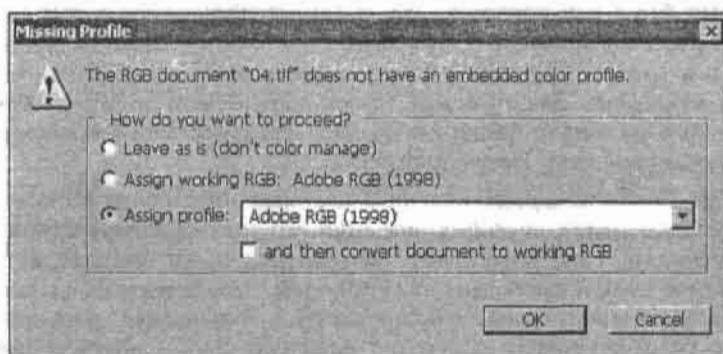 Missing Profile
The RGB document "04.tif" does not have an embedded color profile.
How do you want to proceed?
Leave as is (don't color manage)
Assign working RGB: Adobe RGB (1998)
Assign profile: Adobe RGB (1998)
and then convert document to working RGB
OK Cancel